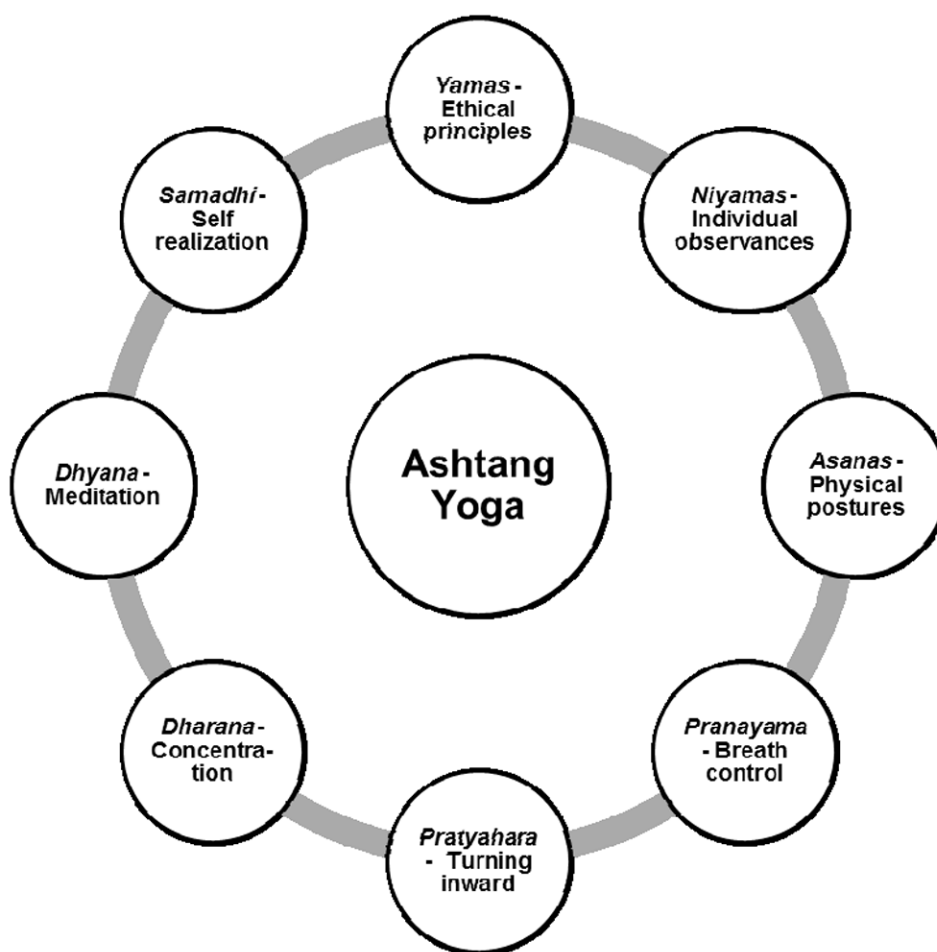 Yamas -
Ethical
principles
Niyamas-
Individual
observances
Asanas-
Physical
postures
Pranayama
- Breath
control
Pratyahara
- Turning
inward
Dharana-
Concentra-
tion
Dhyana-
Meditation
Samadhi-
Self
realization
Ashtang
Yoga